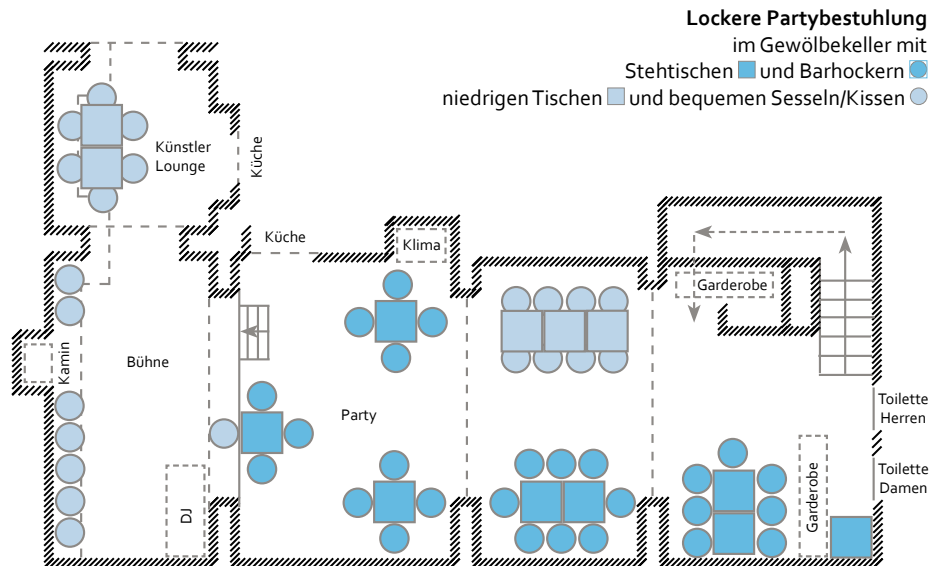 Lockere Partybestuhlung
im Gewölbekeller mit
Stehtischen und Barhockern
niedrigen Tischen und bequemen Sesseln/Kissen
Künstler
Lounge
Küche
Küche
Klima
Garderobe
Kamin
Bühne
Party
Toilette
Herren
Toilette
Damen
DJ
Garderobe